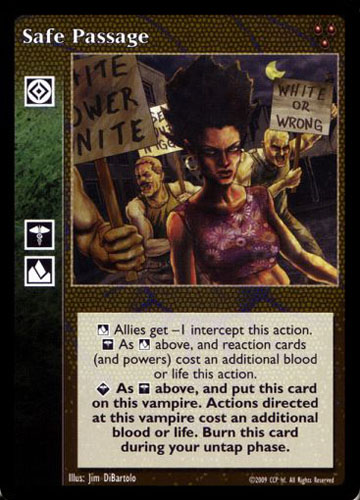 Safe Passage
ITE
OWER
NITE
WHITE
OR
WRONG
Allies get –1 intercept this action.
As above, and reaction cards
(and powers) cost an additional blood
or life this action.
As above, and put this card
on this vampire. Actions directed
at this vampire cost an additional
blood or life. Burn this card
during your untap phase.
Illus: Jim DiBartolo
©2009 CCP hf. All Rights Reserved